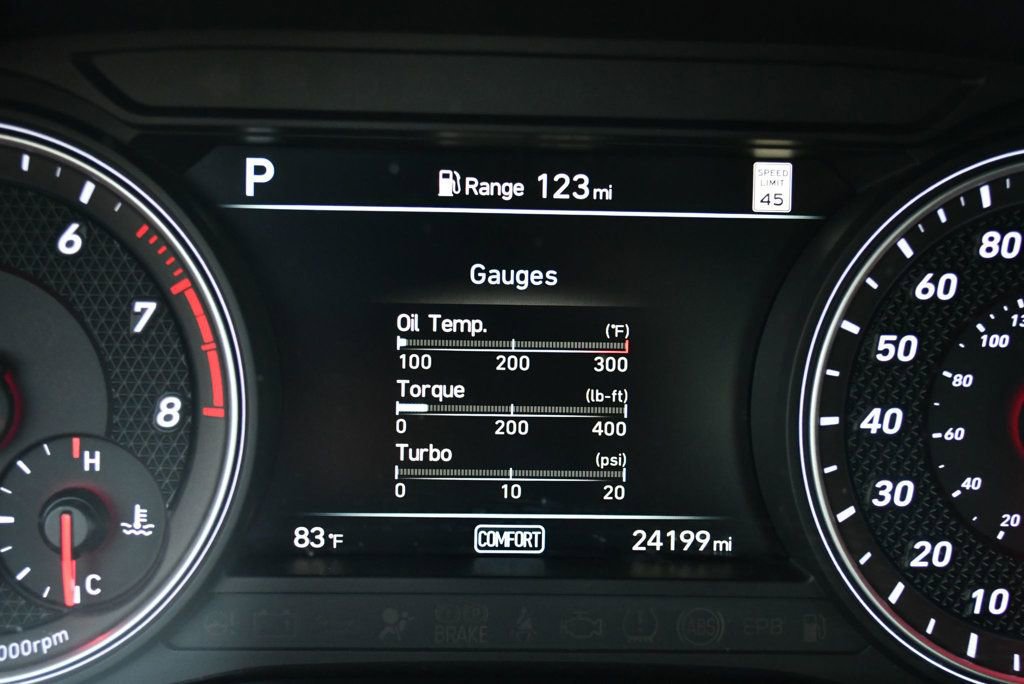 P
Range 123 mi
SPEED
LIMIT
45
Gauges
Oil Temp. (°F)
100 200 300
Torque (lb-ft)
0 200 400
Turbo (psi)
0 10 20
83°F
COMFORT
24199 mi
6
7
8
H
C
000rpm
80
60
50
40
30
20
10
100
80
60
40
20
BRAKE
ABS
EPB